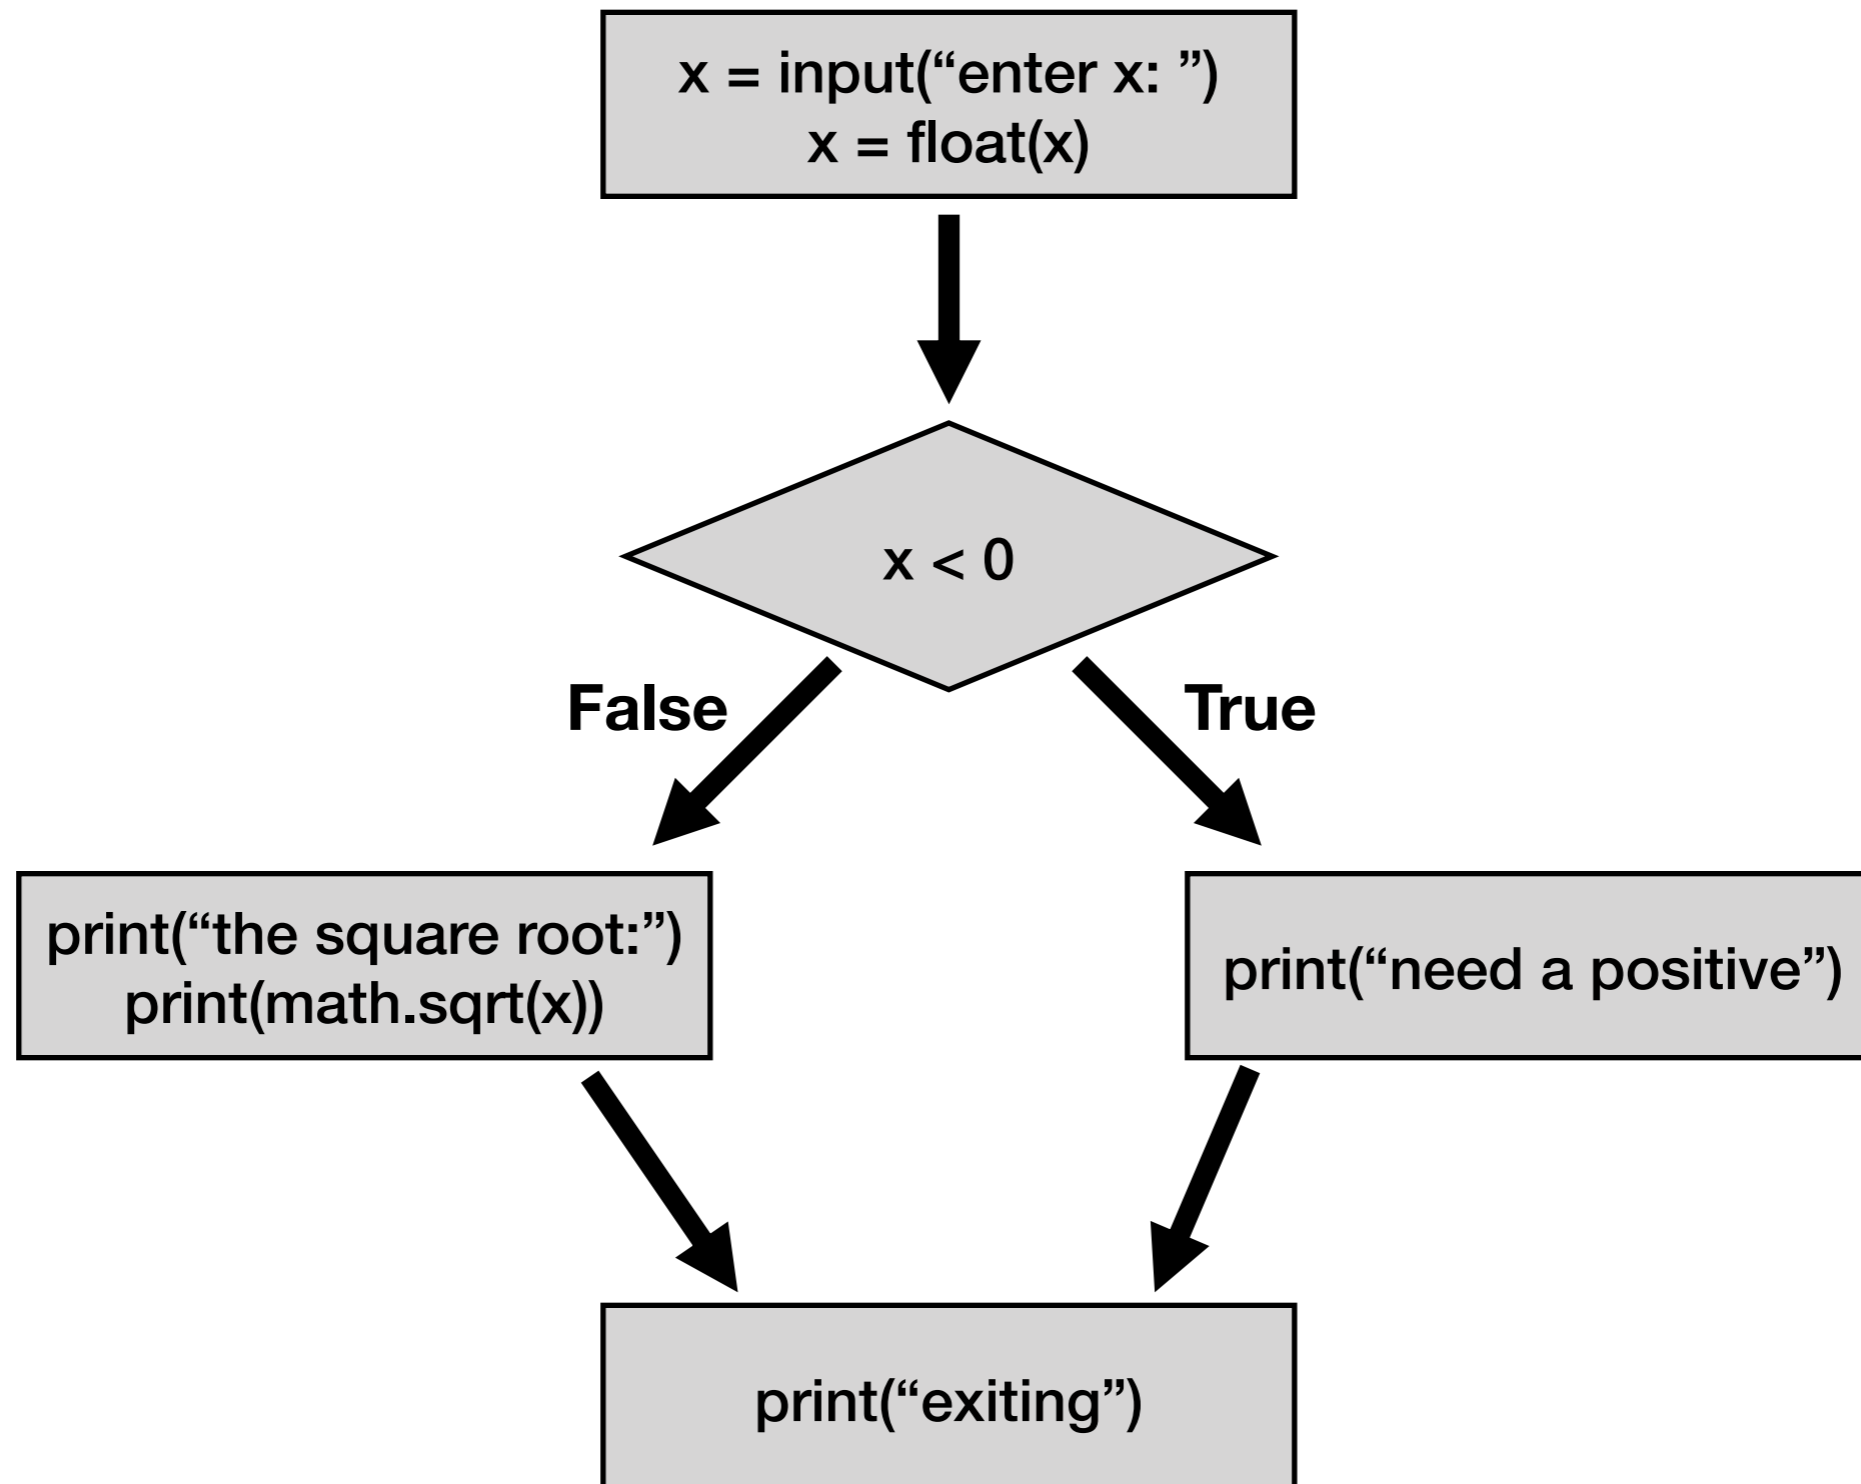 x = input(“enter x: ”)
x = float(x)
x < 0
False
True
print(“the square root:”)
print(math.sqrt(x))
print(“need a positive”)
print(“exiting”)